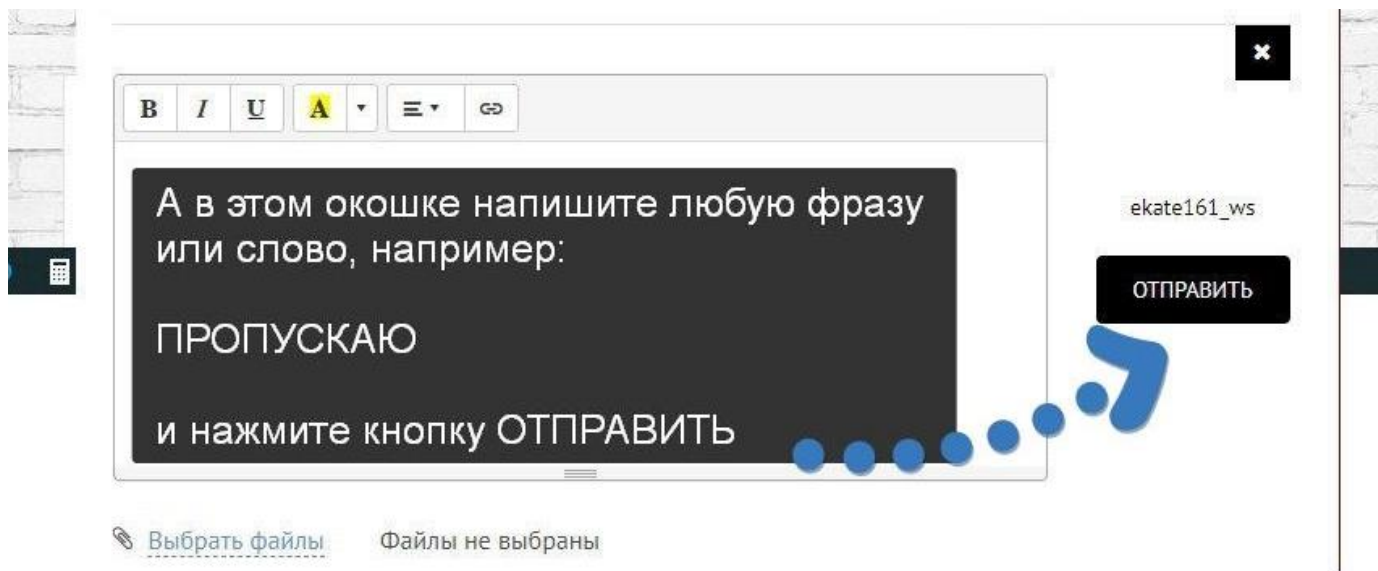 B I U A
А в этом окошке напишите любую фразу
или слово, например:
ПРОПУСКАЮ
и нажмите кнопку ОТПРАВИТЬ
ekate161_ws
ОТПРАВИТЬ
Выбрать файлы Файлы не выбраны